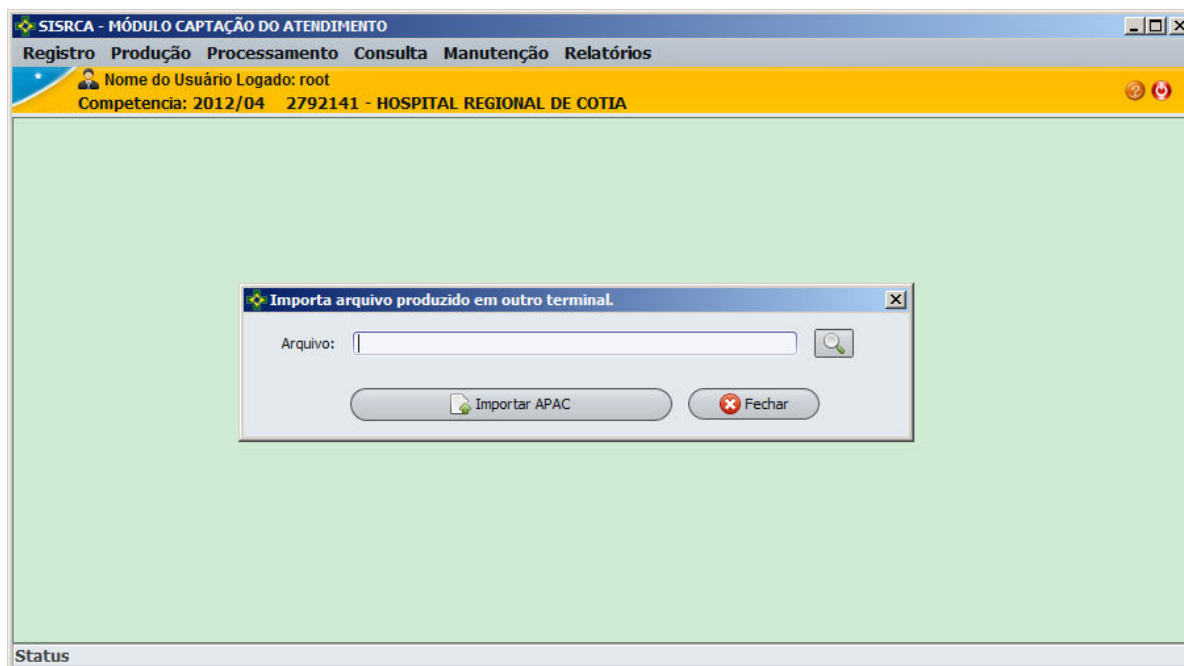 SISRCA - MÓDULO CAPTAÇÃO DO ATENDIMENTO
Registro Produção Processamento Consulta Manutenção Relatórios
Nome do Usuário Logado: root
Competencia: 2012/04 2792141 - HOSPITAL REGIONAL DE COTIA
Importa arquivo produzido em outro terminal.
Arquivo:
Importar APAC Fechar
Status